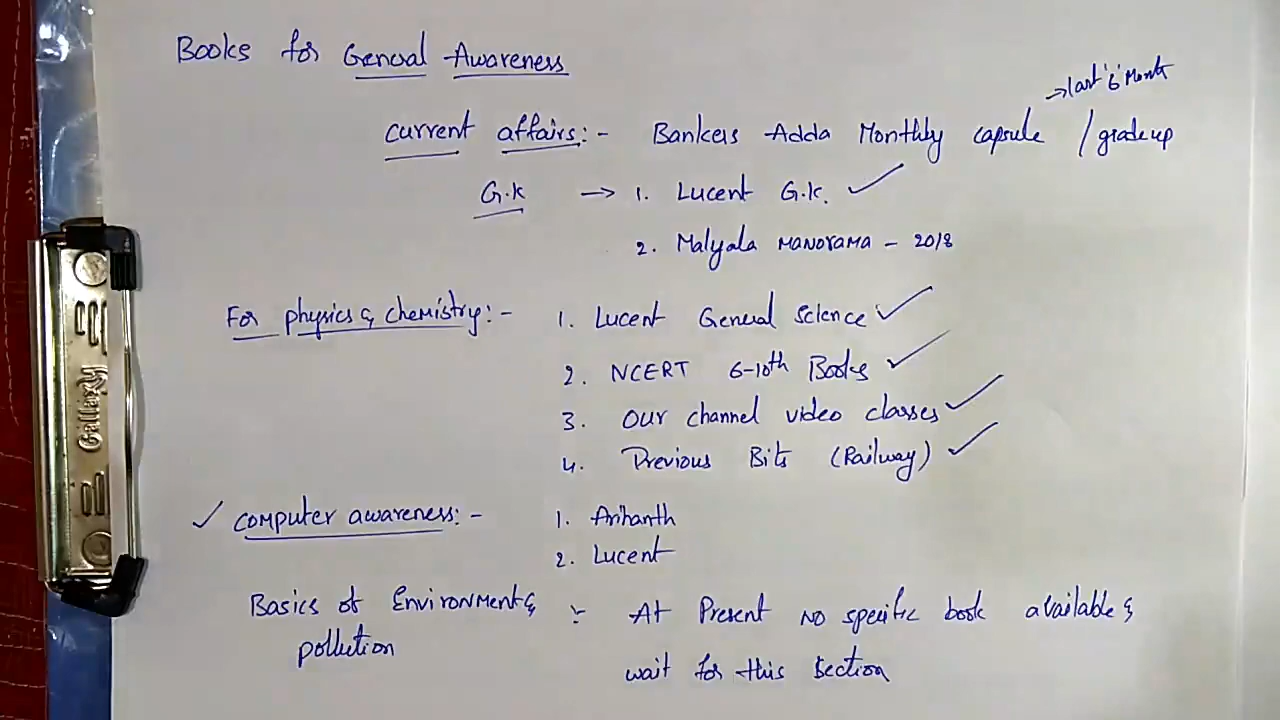 Books for General Awareness
→ last '6' Month
Current affairs:- Bankers Adda Monthly capsule / gradeup
G.K → 1. Lucent G.K. ✓
2. Malyala MANORAMA - 2018
For physics & chemistry:- 1. Lucent General Science ✓
2. NCERT 6-10th Books ✓
3. Our channel video classes ✓
4. Previous Bits (Railway) ✓
✓ Computer awareness:- 1. Arihanth
2. Lucent
Basics of Environment & :- At Present no specific book available &
pollution
wait for this section
Gallaxy